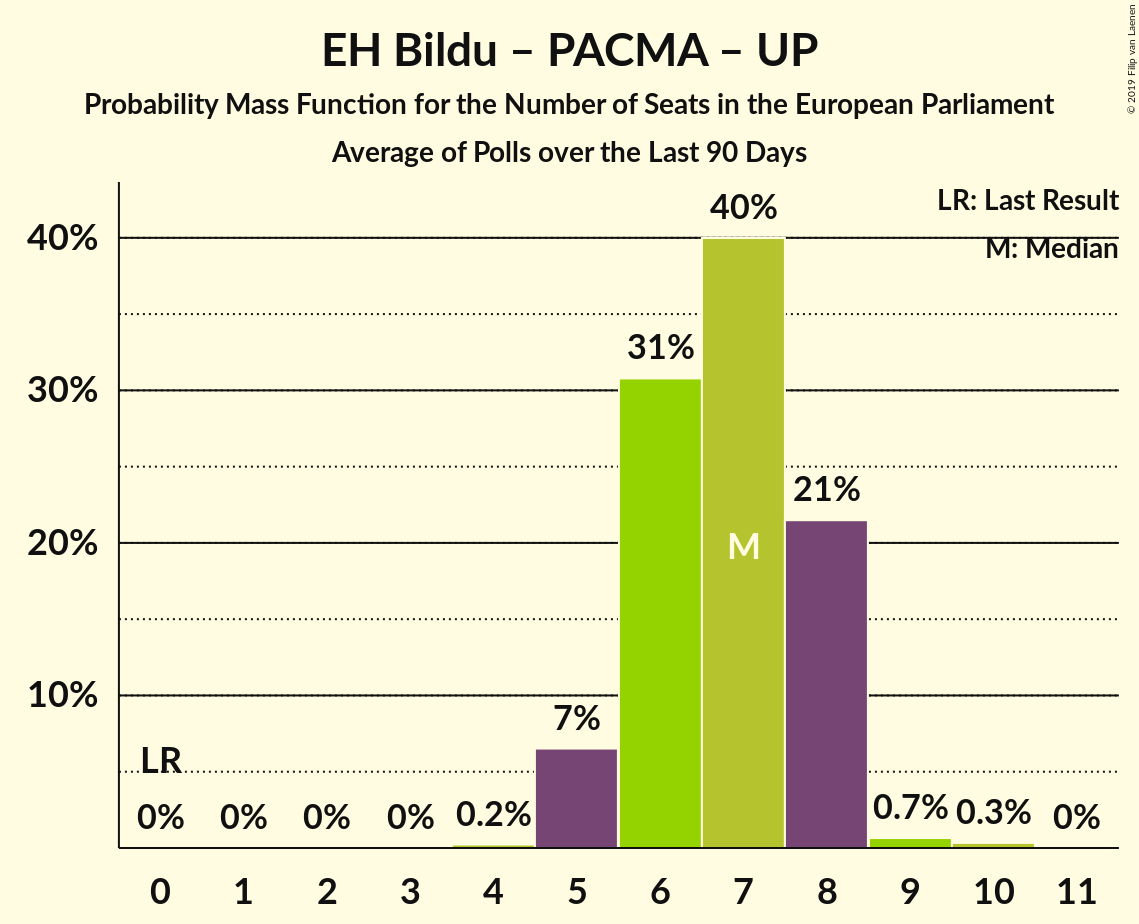 EH Bildu – PACMA – UP
Probability Mass Function for the Number of Seats in the European Parliament
Average of Polls over the Last 90 Days
© 2019 Filip van Laenen
LR: Last Result
M: Median
40%
30%
20%
10%
LR
0%
0%
0%
0%
0.2%
7%
31%
40%
M
21%
0.7%
0.3%
0%
0 1 2 3 4 5 6 7 8 9 10 11